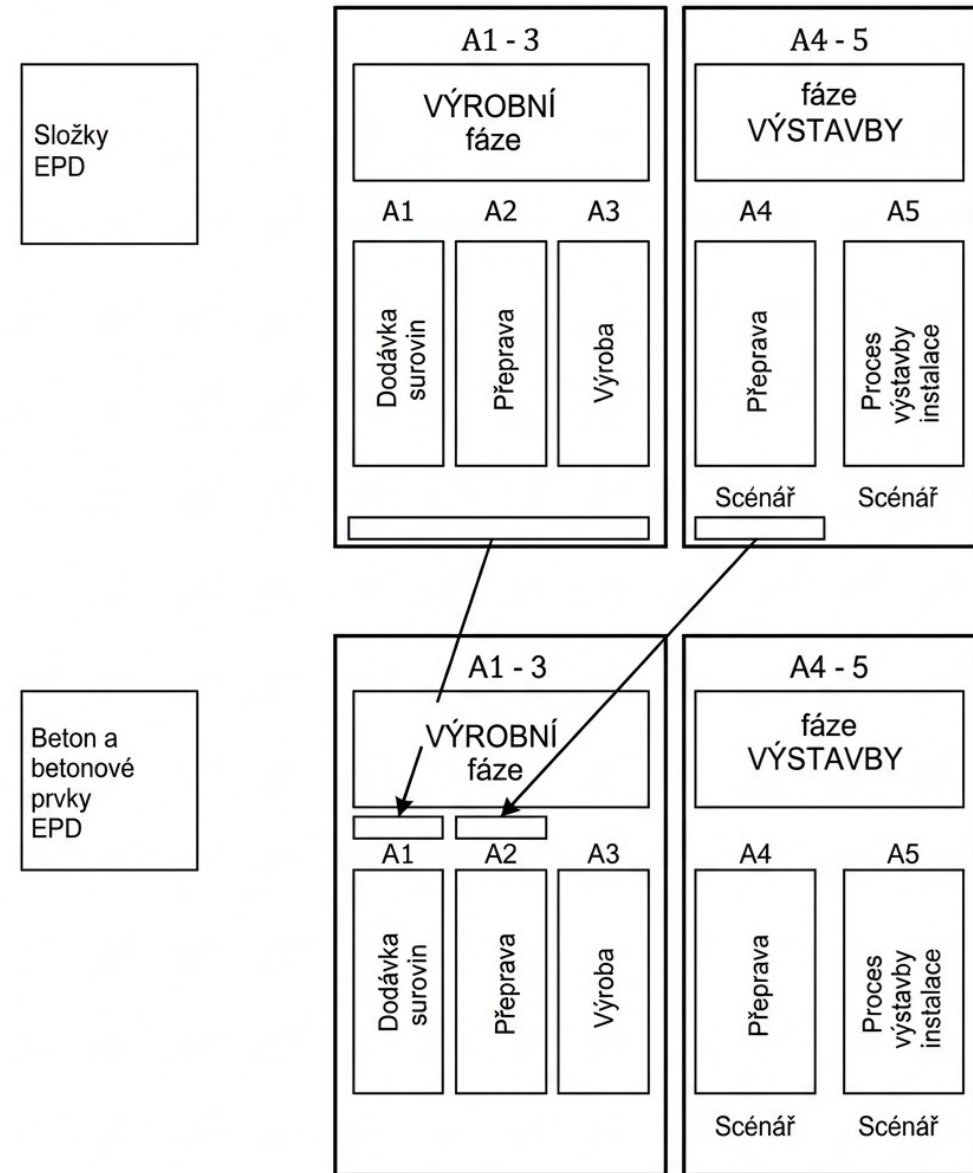 Složky
EPD
A1 - 3
VÝROBNÍ
fáze
A1
A2
A3
Dodávka
surovin
Přeprava
Výroba
A4 - 5
fáze
VÝSTAVBY
A4
A5
Přeprava
Proces
výstavby
instalace
Scénář
Scénář
Beton a
betonové
prvky
EPD
A1 - 3
VÝROBNÍ
fáze
A1
A2
A3
Dodávka
surovin
Přeprava
Výroba
A4 - 5
fáze
VÝSTAVBY
A4
A5
Přeprava
Proces
výstavby
instalace
Scénář
Scénář